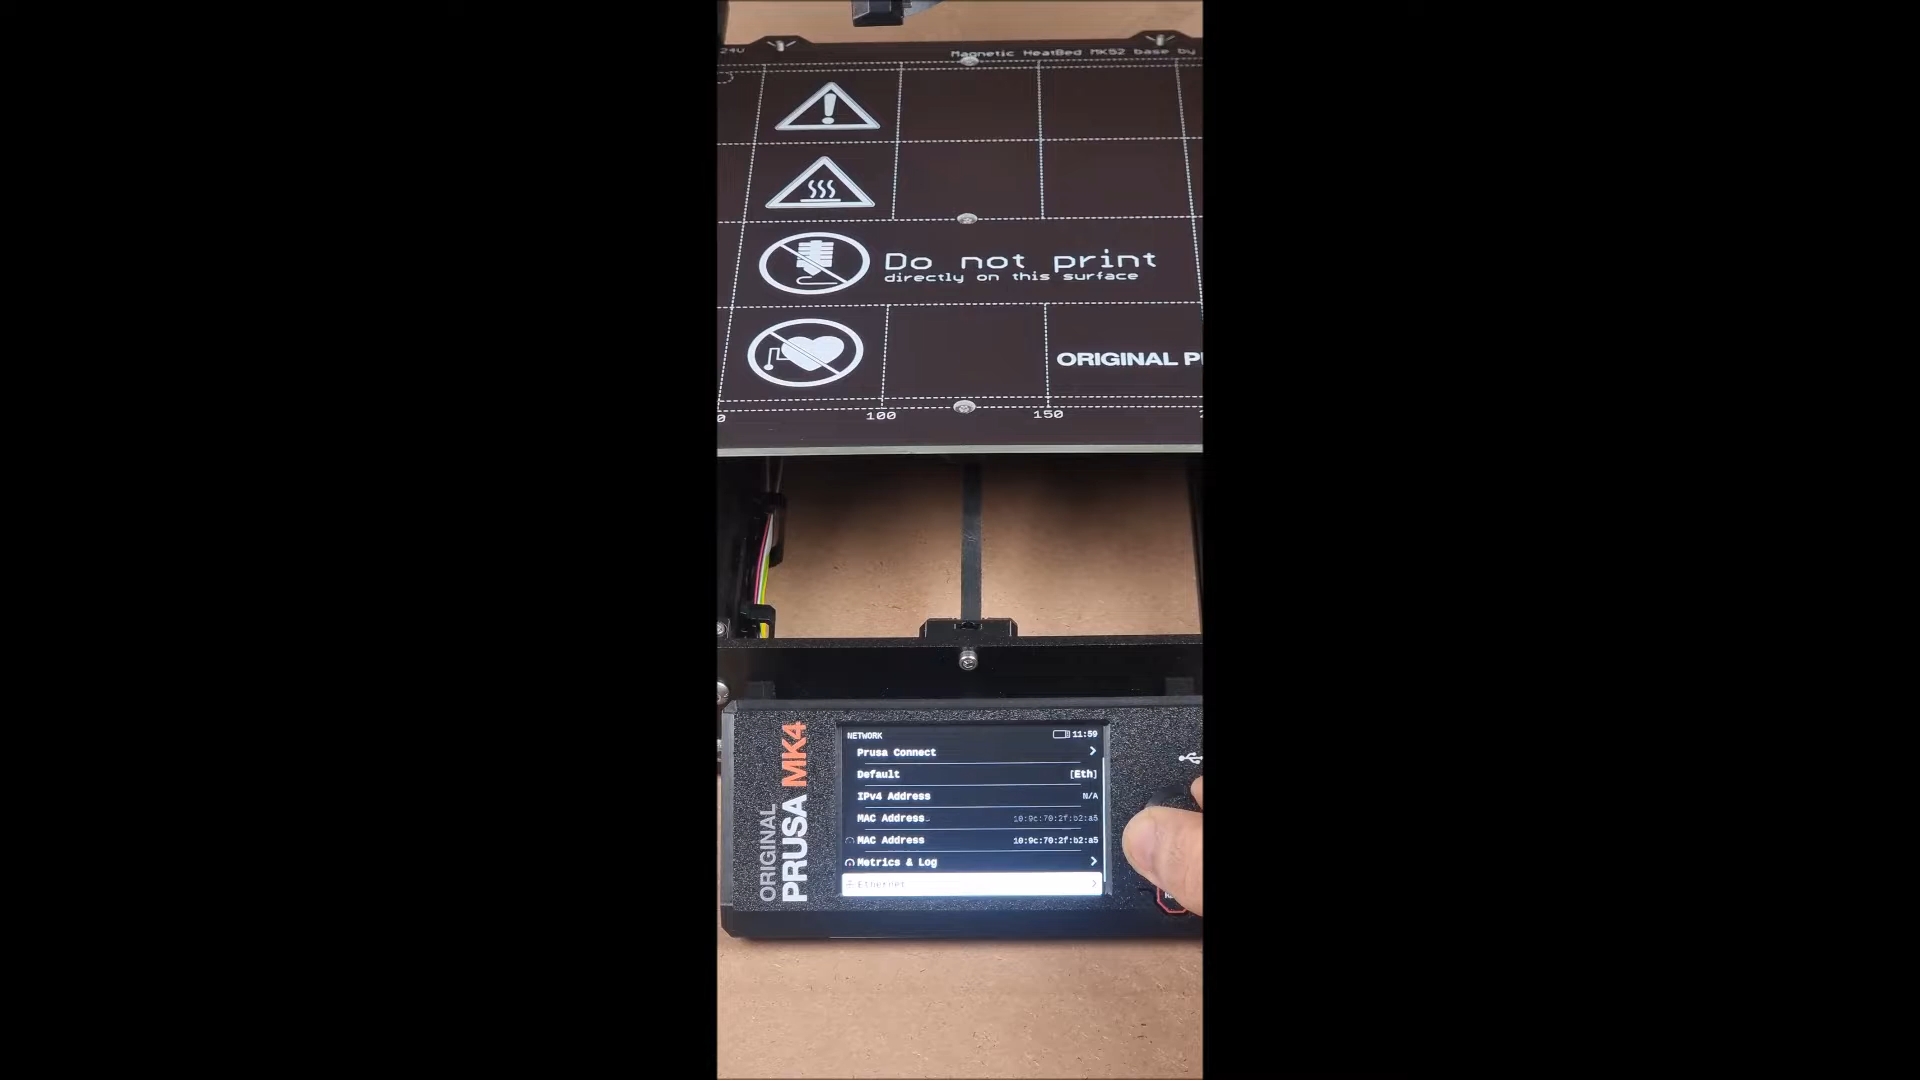 24V
Magnetic HeatBed MK52 base by
Do not print
directly on this surface
ORIGINAL
100
150
ORIGINAL
PRUSA MK4
NETWORK 11:59
Prusa Connect
Default [Eth]
IPv4 Address N/A
MAC Address 10:9c:70:2f:b2:a5
MAC Address 10:9c:70:2f:b2:a5
Metrics & Log
Ethernet